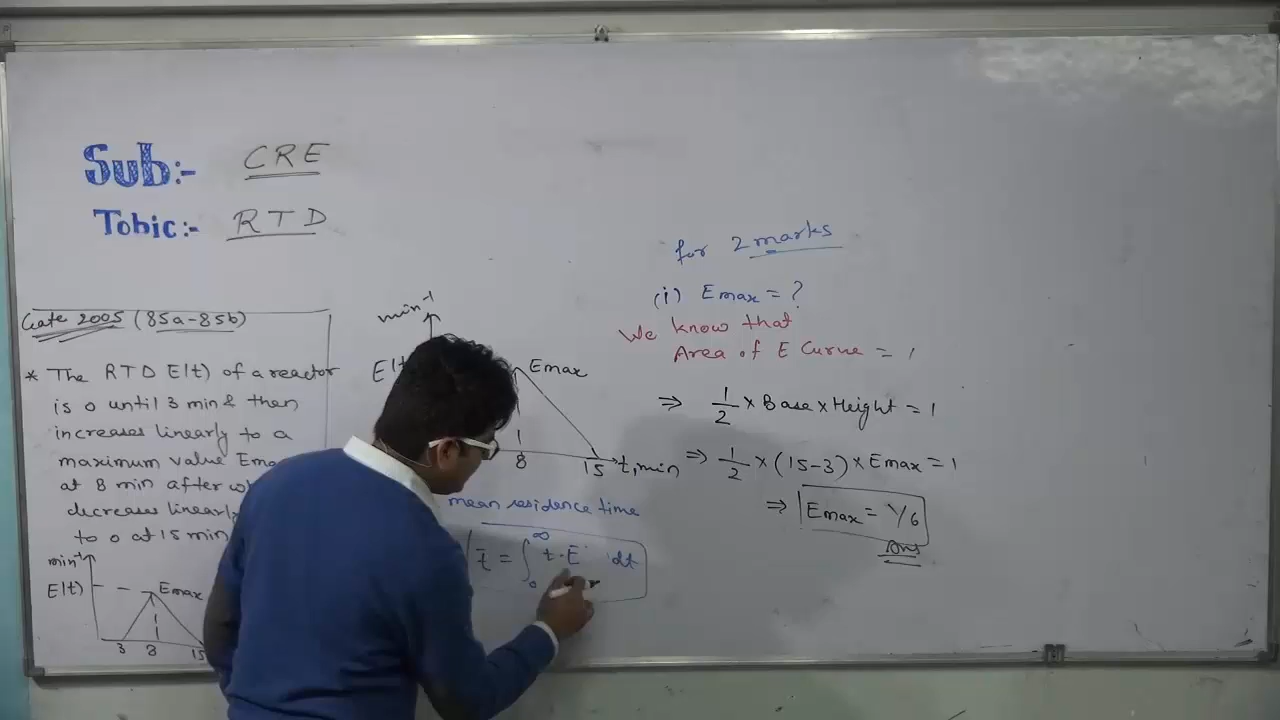 Sub:- CRE
Tobic:- RTD
Gate 2005 (85a-85b)
* The RTD E(t) of a reactor
is 0 until 3 min & then
increases linearly to a
maximum value
at 8 min after
decreases linearly
to 0 at 15 min
min⁻¹
E(t)
Emax
3 8 15
min⁻¹
Emax
8 15 t, min
mean residence time
t̄ = ∫₀^∞ t·E dt
for 2 marks
(i) Emax = ?
We know that
Area of E Curve = 1
⇒ 1/2 × Base × Height = 1
⇒ 1/2 × (15-3) × Emax = 1
⇒ Emax = 1/6
Ans